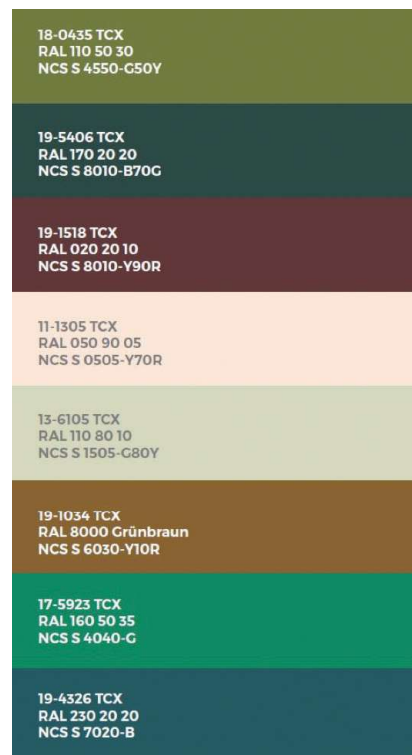 18-0435 TCX
RAL 110 50 30
NCS S 4550-G50Y
19-5406 TCX
RAL 170 20 20
NCS S 8010-B70G
19-1518 TCX
RAL 020 20 10
NCS S 8010-Y90R
11-1305 TCX
RAL 050 90 05
NCS S 0505-Y70R
13-6105 TCX
RAL 110 80 10
NCS S 1505-G80Y
19-1034 TCX
RAL 8000 Grünbraun
NCS S 6030-Y10R
17-5923 TCX
RAL 160 50 35
NCS S 4040-G
19-4326 TCX
RAL 230 20 20
NCS S 7020-B